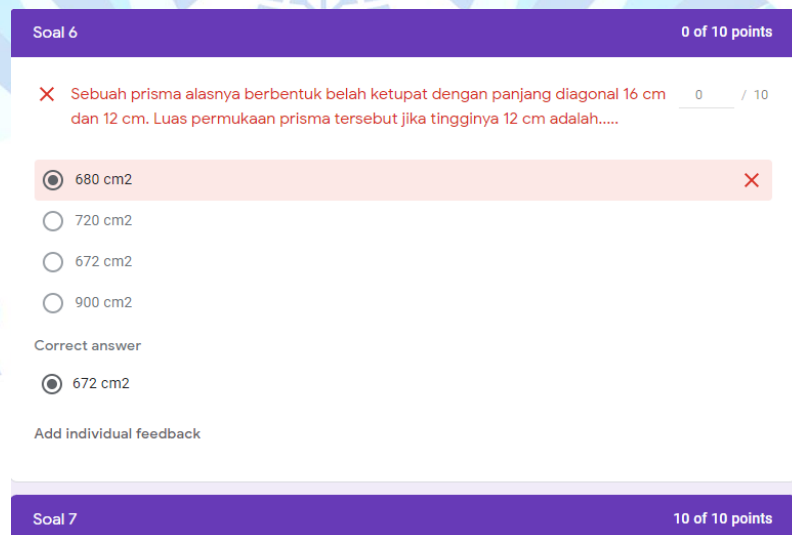 Soal 6 0 of 10 points
Sebuah prisma alasnya berbentuk belah ketupat dengan panjang diagonal 16 cm 0 / 10
dan 12 cm. Luas permukaan prisma tersebut jika tingginya 12 cm adalah.....
680 cm2
720 cm2
672 cm2
900 cm2
Correct answer
672 cm2
Add individual feedback
Soal 7 10 of 10 points